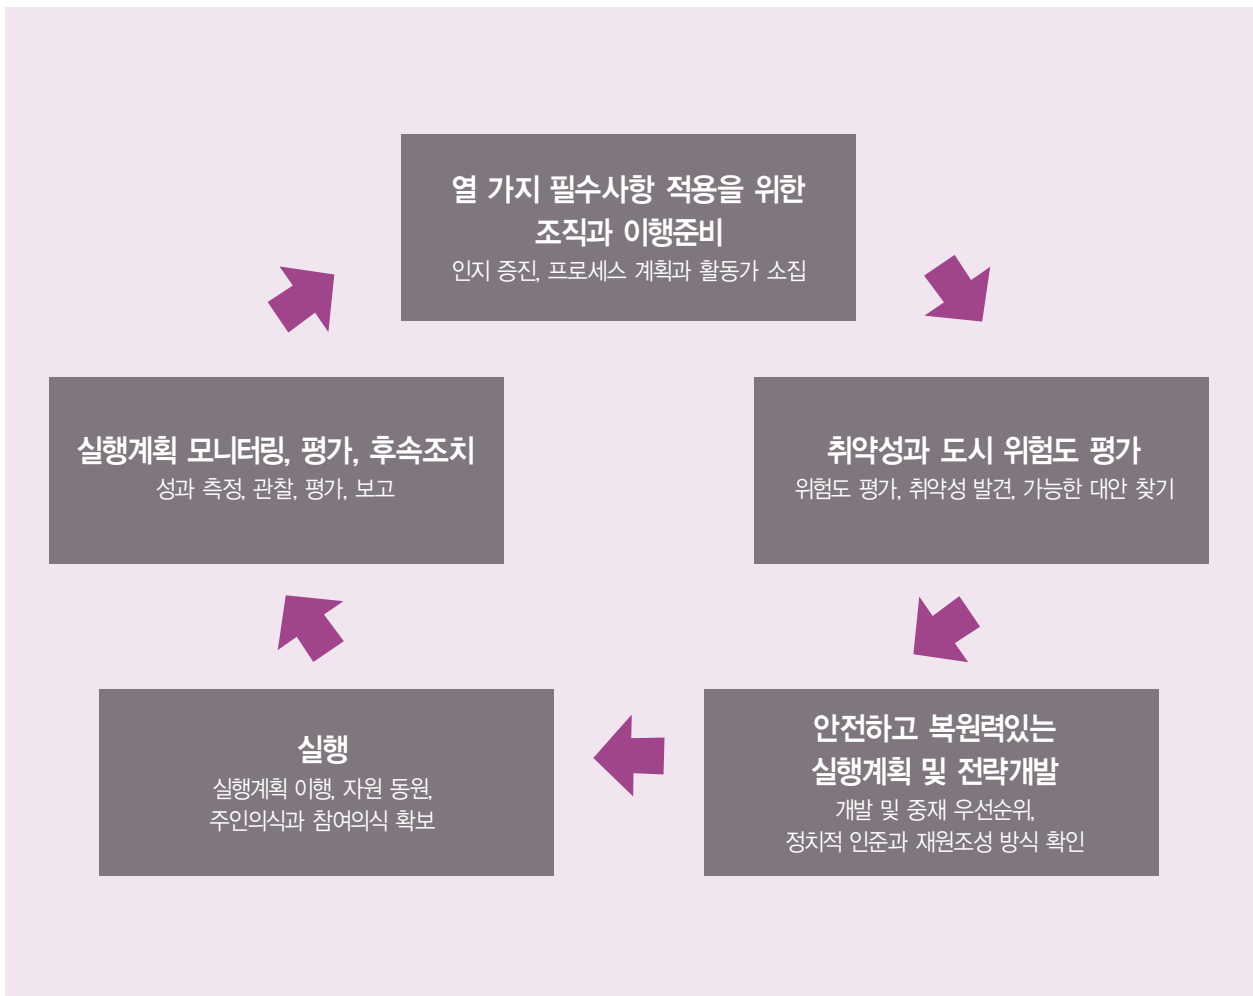 열 가지 필수사항 적용을 위한
조직과 이행준비
인지 증진, 프로세스 계획과 활동가 소집
취약성과 도시 위험도 평가
위험도 평가, 취약성 발견, 가능한 대안 찾기
안전하고 복원력있는
실행계획 및 전략개발
개발 및 중재 우선순위,
정치적 인준과 재원조성 방식 확인
실행
실행계획 이행, 자원 동원,
주인의식과 참여의식 확보
실행계획 모니터링, 평가, 후속조치
성과 측정, 관찰, 평가, 보고